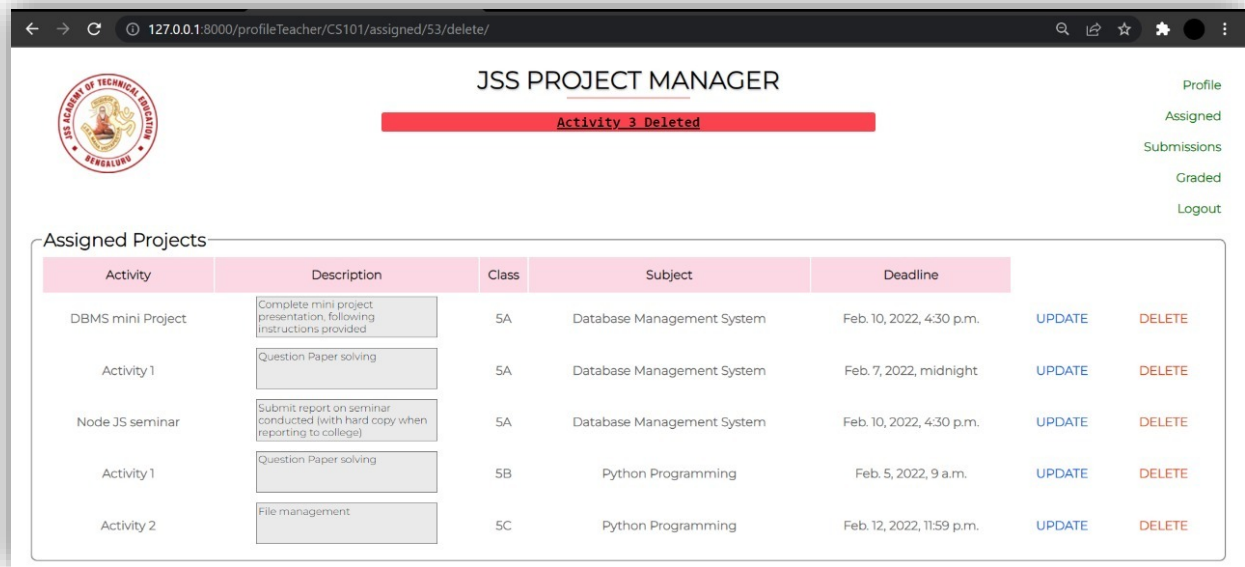 127.0.0.1:8000/profileTeacher/CS101/assigned/53/delete/
JSS ACADEMY OF TECHNICAL EDUCATION
BENGALURU
JSS PROJECT MANAGER
Activity 3 Deleted
Profile
Assigned
Submissions
Graded
Logout
Assigned Projects
Activity Description Class Subject Deadline
DBMS mini Project Complete mini project
presentation, following
instructions provided 5A Database Management System Feb. 10, 2022, 4:30 p.m. UPDATE DELETE
Activity 1 Question Paper solving 5A Database Management System Feb. 7, 2022, midnight UPDATE DELETE
Node JS seminar Submit report on seminar
conducted (with hard copy when
reporting to college) 5A Database Management System Feb. 10, 2022, 4:30 p.m. UPDATE DELETE
Activity 1 Question Paper solving 5B Python Programming Feb. 5, 2022, 9 a.m. UPDATE DELETE
Activity 2 File management 5C Python Programming Feb. 12, 2022, 11:59 p.m. UPDATE DELETE